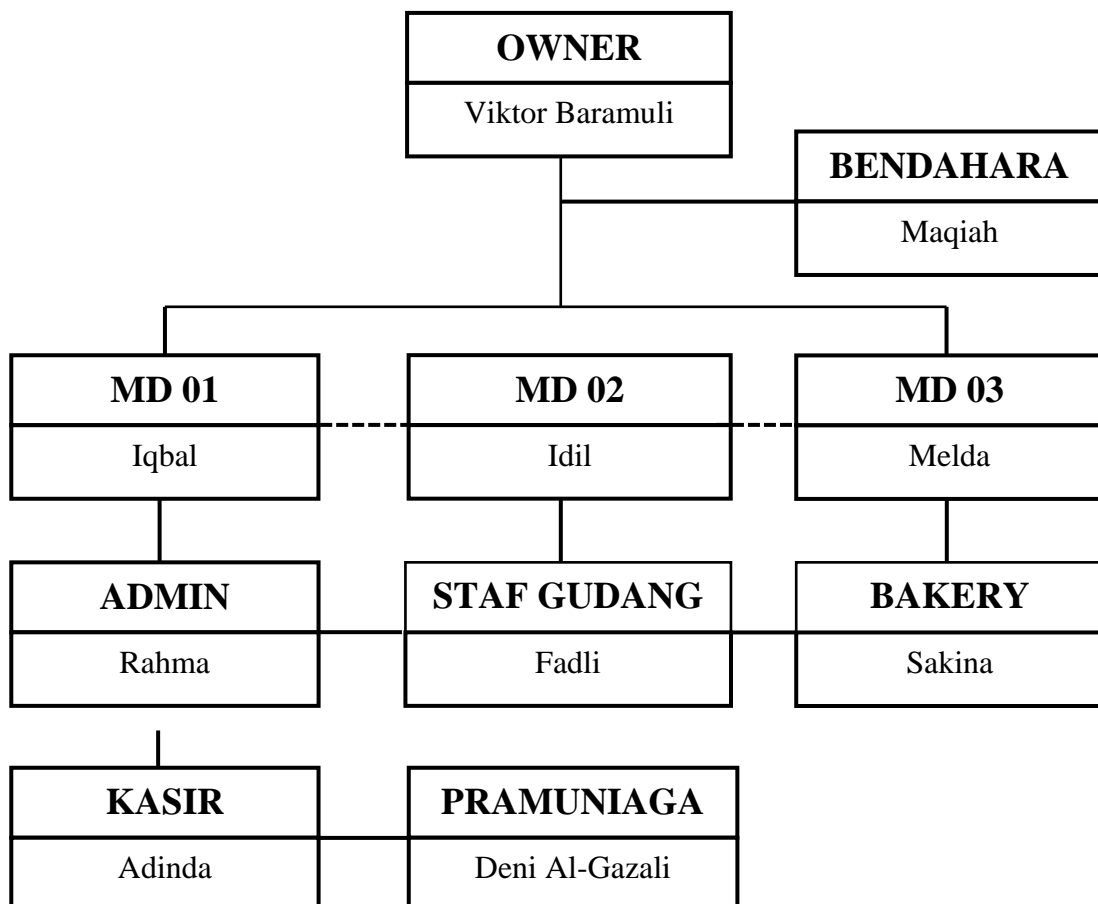 OWNER
Viktor Baramuli
BENDAHARA
Maqiah
MD 01
Iqbal
MD 02
Idil
MD 03
Melda
ADMIN
Rahma
STAF GUDANG
Fadli
BAKERY
Sakina
KASIR
Adinda
PRAMUNIAGA
Deni Al-Gazali